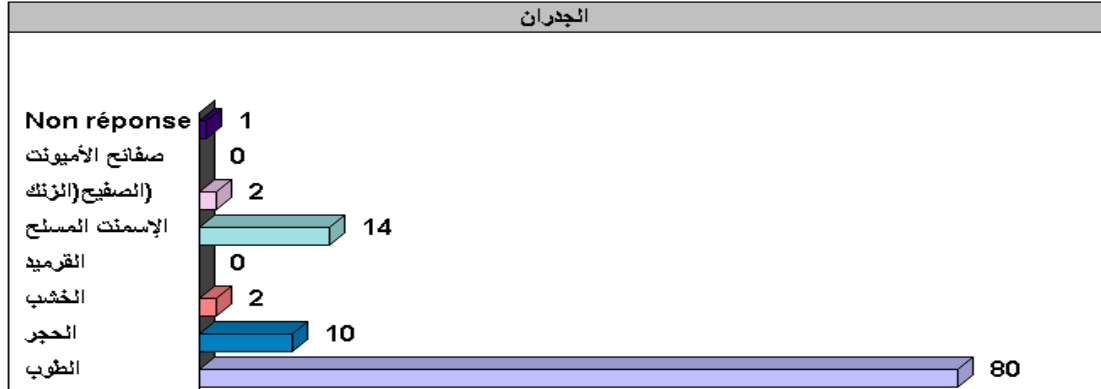 الجدران
Non réponse 1
صفائح الأميونت 0
(الصفيح(الزنك 2
الإسمنت المسلح 14
القرميد 0
الخشب 2
الحجر 10
الطوب 80